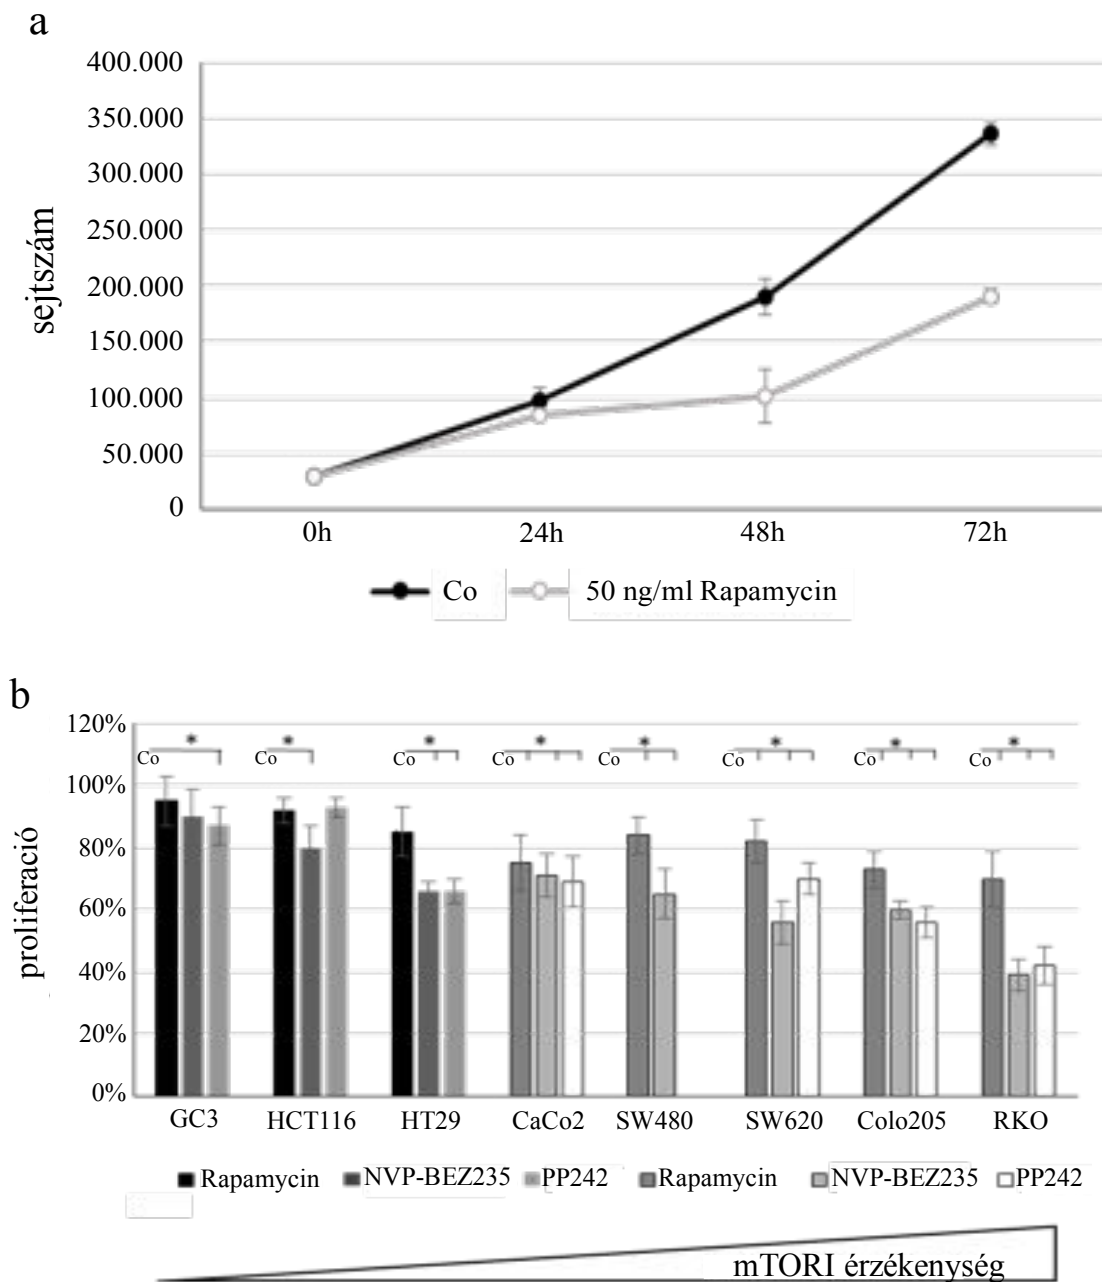 a
400.000
350.000
300.000
250.000
200.000
150.000
100.000
50.000
0
sejtszám
0h 24h 48h 72h
Co 50 ng/ml Rapamycin
b
120%
100%
80%
60%
40%
20%
0%
proliferació
* * * * * * * *
Co Co Co Co Co Co Co Co
GC3 HCT116 HT29 CaCo2 SW480 SW620 Colo205 RKO
Rapamycin NVP-BEZ235 PP242 Rapamycin NVP-BEZ235 PP242
mTORI érzékenység